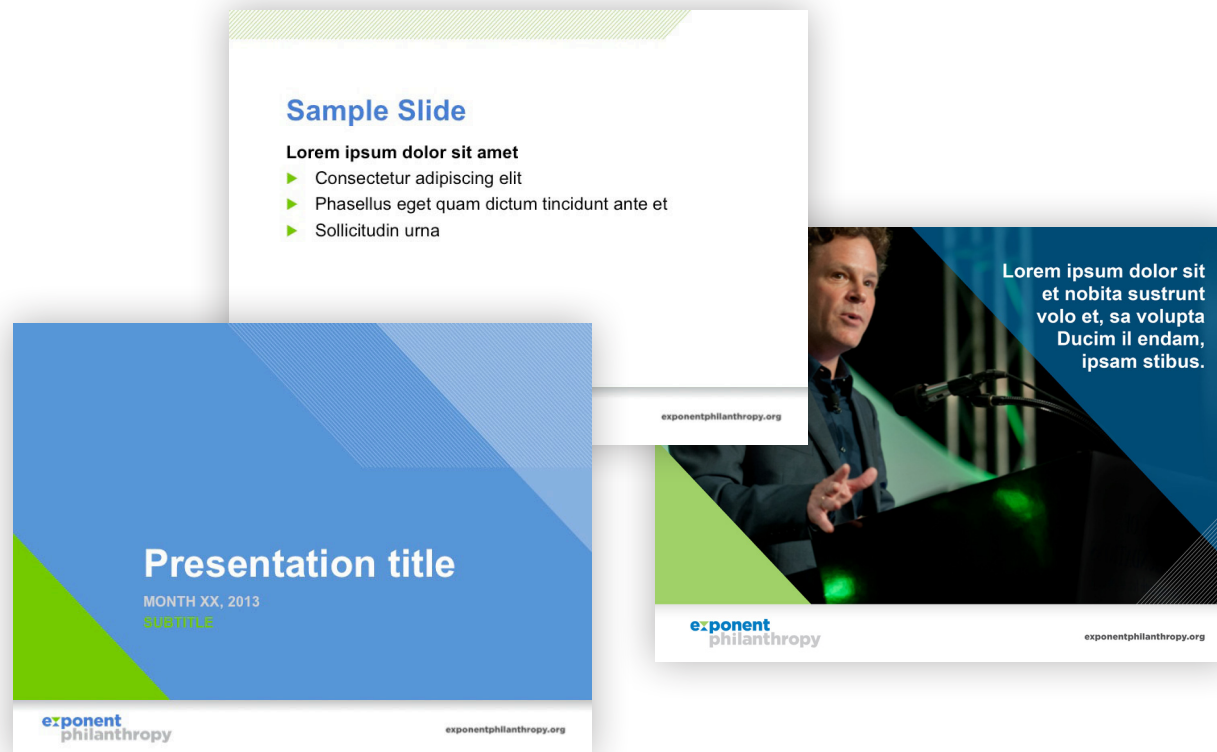 Sample Slide
Lorem ipsum dolor sit amet
Consectetur adipiscing elit
Phasellus eget quam dictum tincidunt ante et
Sollicitudin urna
exponentphilanthropy.org
Lorem ipsum dolor sit
et nobita sustrunt
volo et, sa volupta
Ducim il endam,
ipsam stibus.
exponent
philanthropy
exponentphilanthropy.org
Presentation title
MONTH XX, 2013
SUBTITLE
exponent
philanthropy
exponentphilanthropy.org